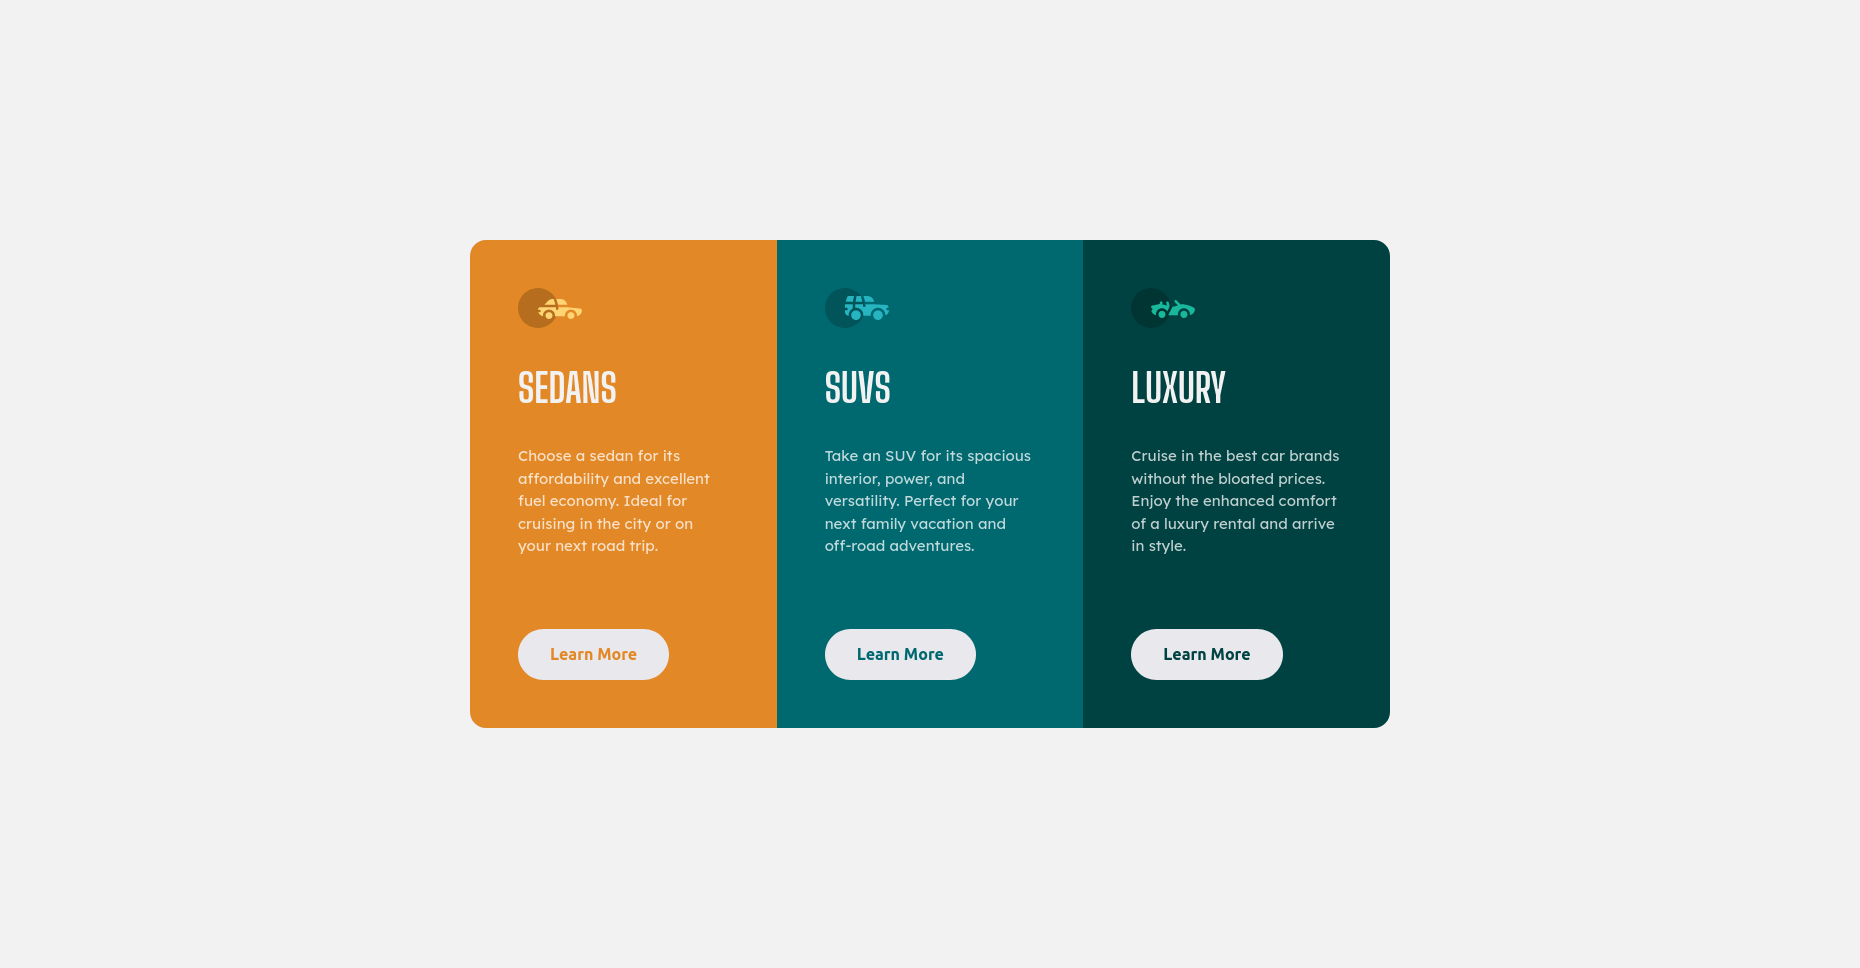 SEDANS
Choose a sedan for its
affordability and excellent
fuel economy. Ideal for
cruising in the city or on
your next road trip.
Learn More
SUVS
Take an SUV for its spacious
interior, power, and
versatility. Perfect for your
next family vacation and
off-road adventures.
Learn More
LUXURY
Cruise in the best car brands
without the bloated prices.
Enjoy the enhanced comfort
of a luxury rental and arrive
in style.
Learn More